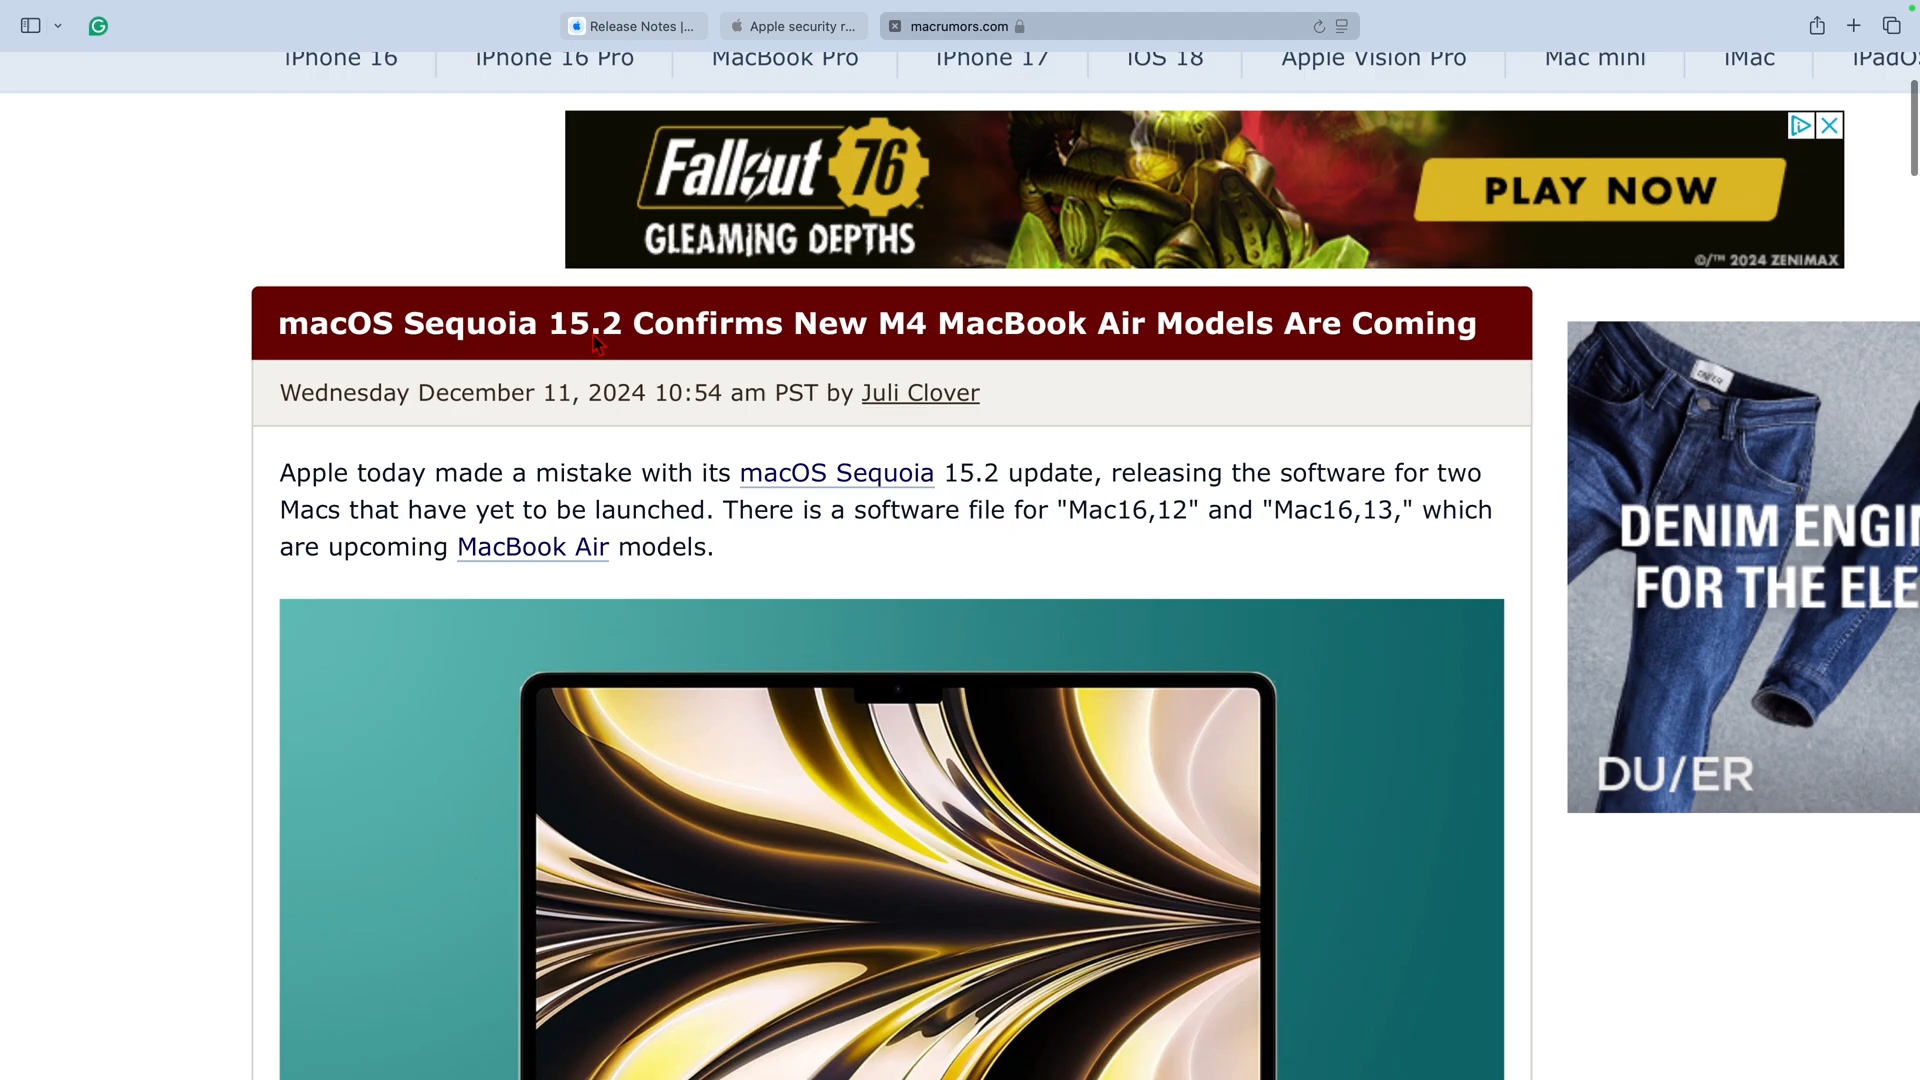 Release Notes |...
Apple security r...
macrumors.com
iPhone 16
iPhone 16 Pro
MacBook Pro
iPhone 17
iOS 18
Apple Vision Pro
Mac mini
iMac
iPadO
Fallout 76
GLEAMING DEPTHS
PLAY NOW
©/™ 2024 ZENIMAX
macOS Sequoia 15.2 Confirms New M4 MacBook Air Models Are Coming
Wednesday December 11, 2024 10:54 am PST by Juli Clover
Apple today made a mistake with its macOS Sequoia 15.2 update, releasing the software for two
Macs that have yet to be launched. There is a software file for "Mac16,12" and "Mac16,13," which
are upcoming MacBook Air models.
DENIM ENGIN
FOR THE ELE
DU/ER